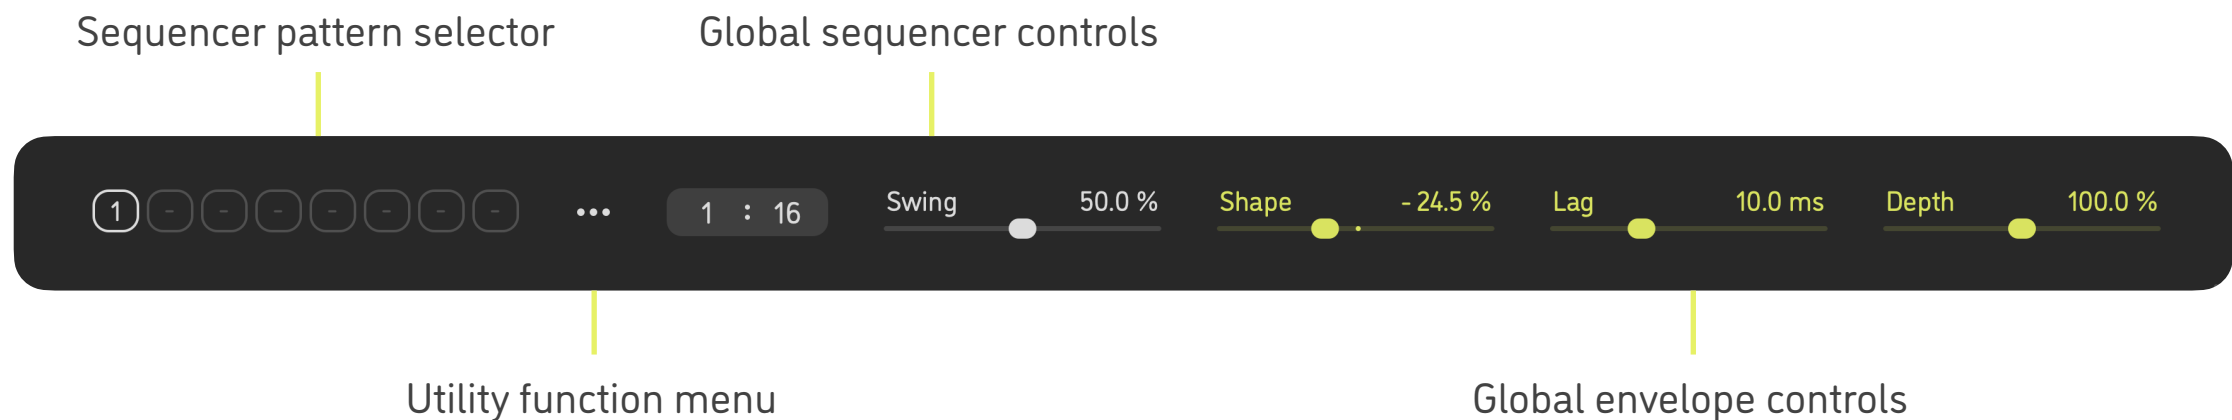 Sequencer pattern selector
Global sequencer controls
1 - - - - - - -
•••
1 : 16
Swing 50.0 %
Shape - 24.5 %
Lag 10.0 ms
Depth 100.0 %
Utility function menu
Global envelope controls